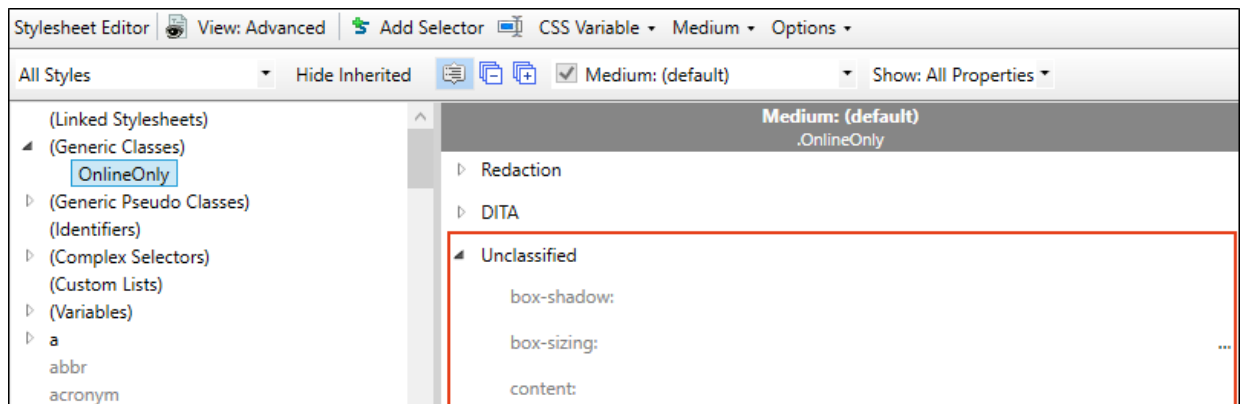 Stylesheet Editor View: Advanced Add Selector CSS Variable Medium Options
All Styles Hide Inherited Medium: (default) Show: All Properties
(Linked Stylesheets)
(Generic Classes)
OnlineOnly
(Generic Pseudo Classes)
(Identifiers)
(Complex Selectors)
(Custom Lists)
(Variables)
a
abbr
acronym
Medium: (default)
.OnlineOnly
Redaction
DITA
Unclassified
box-shadow:
box-sizing:
...
content: